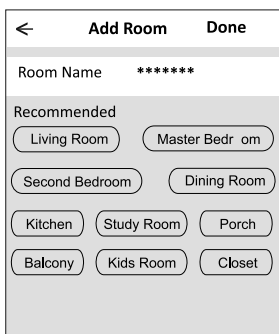 ← Add Room Done
Room Name *******
Recommended
Living Room Master Bedr om
Second Bedroom Dining Room
Kitchen Study Room Porch
Balcony Kids Room Closet